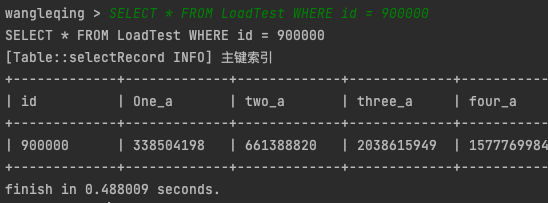 wangleqing > SELECT * FROM LoadTest WHERE id = 900000
SELECT * FROM LoadTest WHERE id = 900000
[Table::selectRecord INFO] 主键索引
+-------------+-------------+-------------+-------------+----------
| id          | One_a       | two_a       | three_a     | four_a
+-------------+-------------+-------------+-------------+----------
| 900000      | 338504198   | 661388820   | 2038615949  | 1577769984
+-------------+-------------+-------------+-------------+----------
finish in 0.488009 seconds.